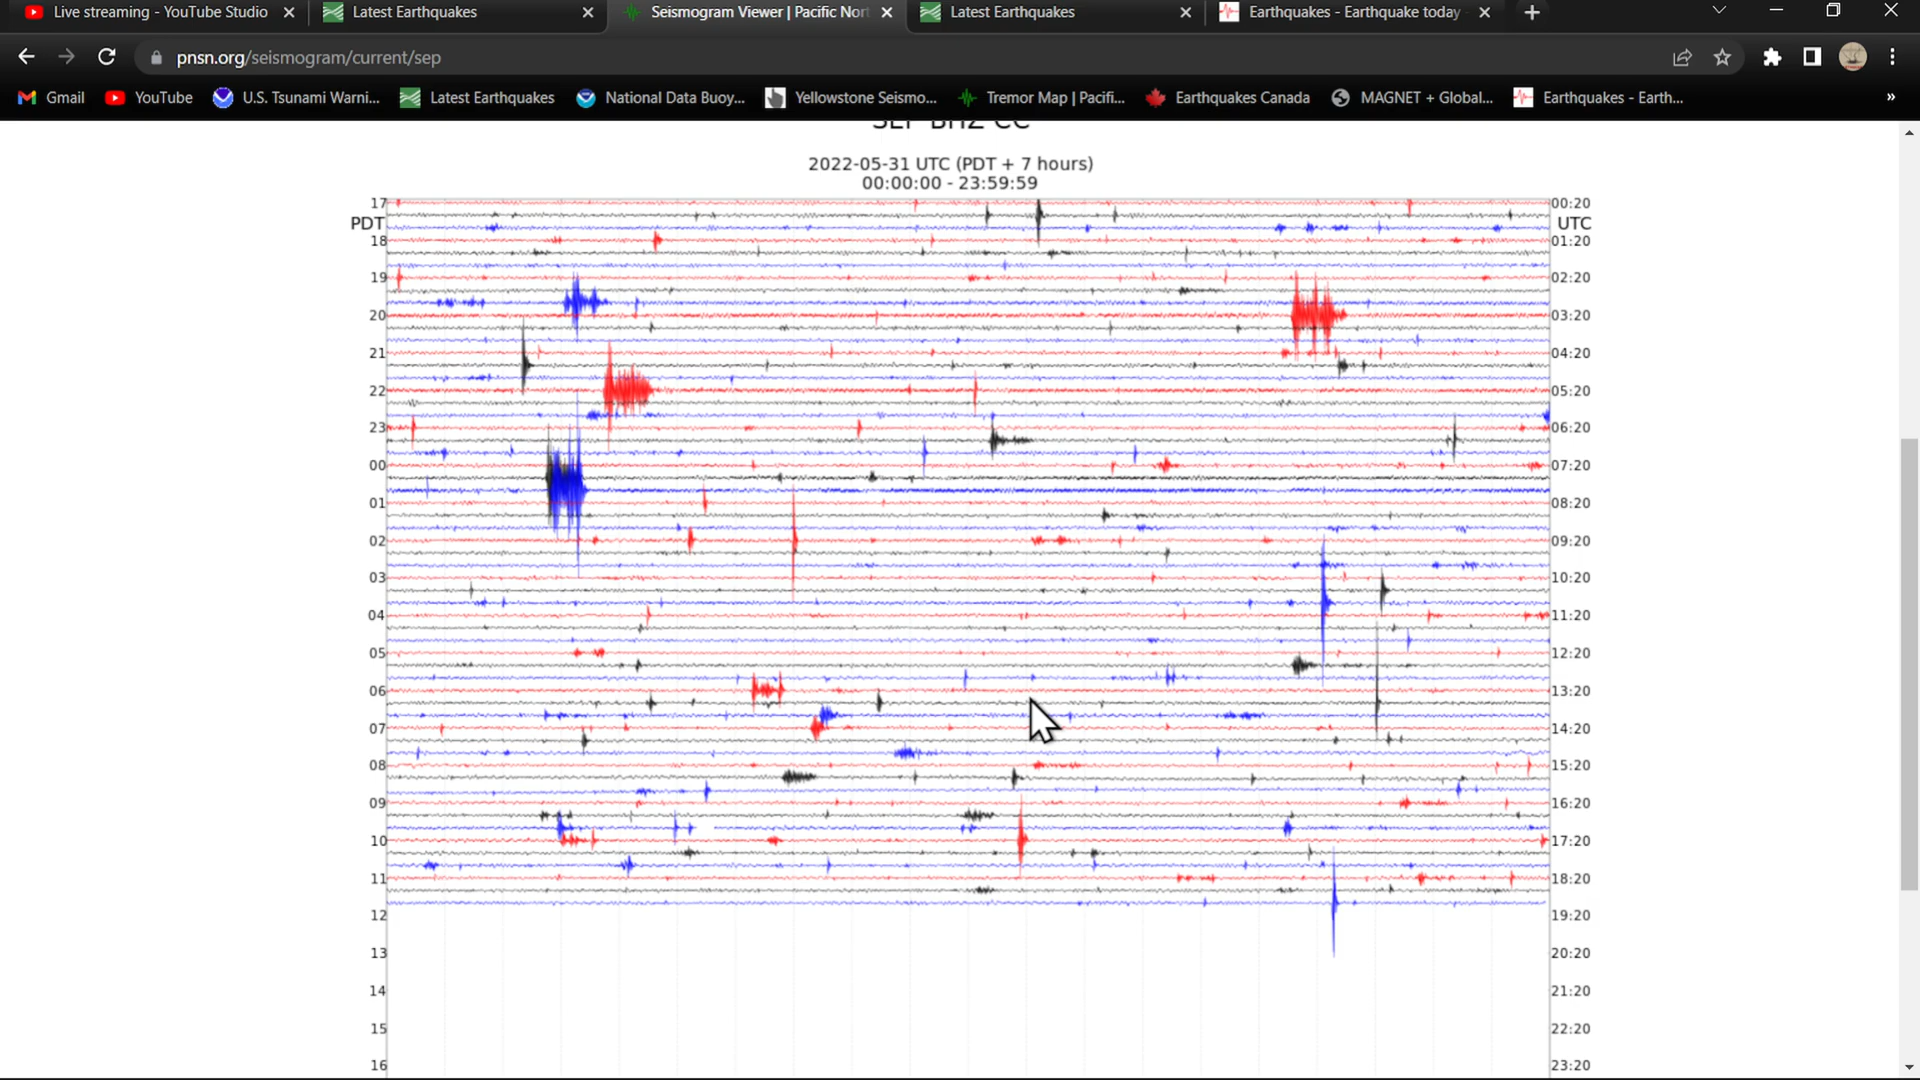 Live streaming - YouTube Studio
Latest Earthquakes
Seismogram Viewer | Pacific Nort
Latest Earthquakes
Earthquakes - Earthquake today
pnsn.org/seismogram/current/sep
Gmail
YouTube
U.S. Tsunami Warni...
Latest Earthquakes
National Data Buoy...
Yellowstone Seismo...
Tremor Map | Pacifi...
Earthquakes Canada
MAGNET + Global...
Earthquakes - Earth...
»
SEP BHZ CC
2022-05-31 UTC (PDT + 7 hours)
00:00:00 - 23:59:59
17 00:20
PDT UTC
18 01:20
19 02:20
20 03:20
21 04:20
22 05:20
23 06:20
00 07:20
01 08:20
02 09:20
03 10:20
04 11:20
05 12:20
06 13:20
07 14:20
08 15:20
09 16:20
10 17:20
11 18:20
12 19:20
13 20:20
14 21:20
15 22:20
16 23:20